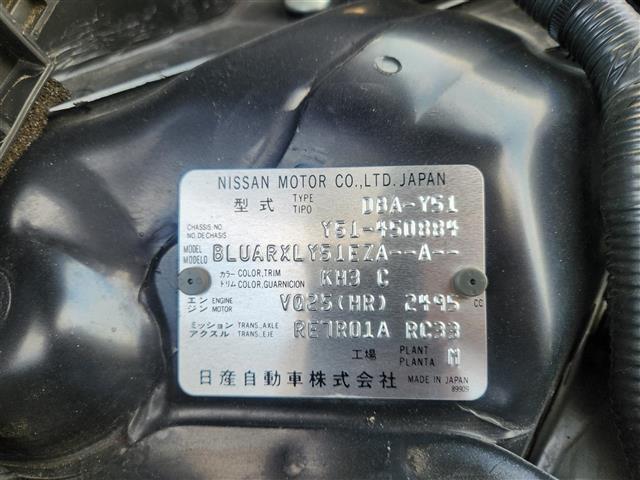 NISSAN MOTOR CO.,LTD. JAPAN
型式 TYPE TIPO DBA-Y51
CHASSIS NO. NO. DE CHASIS Y51-450884
MODEL MODELO BLUARXLY51EZA--A--
カラー COLOR,TRIM トリム COLOR,GUARNICION KH3 C
エンジン ENGINE MOTOR VQ25(HR) 2495 CC
ミッション TRANS.,AXLE アクスル TRANS.,EJE RE7R01A RC33
工場 PLANT PLANTA M
日産自動車株式会社 MADE IN JAPAN
89909